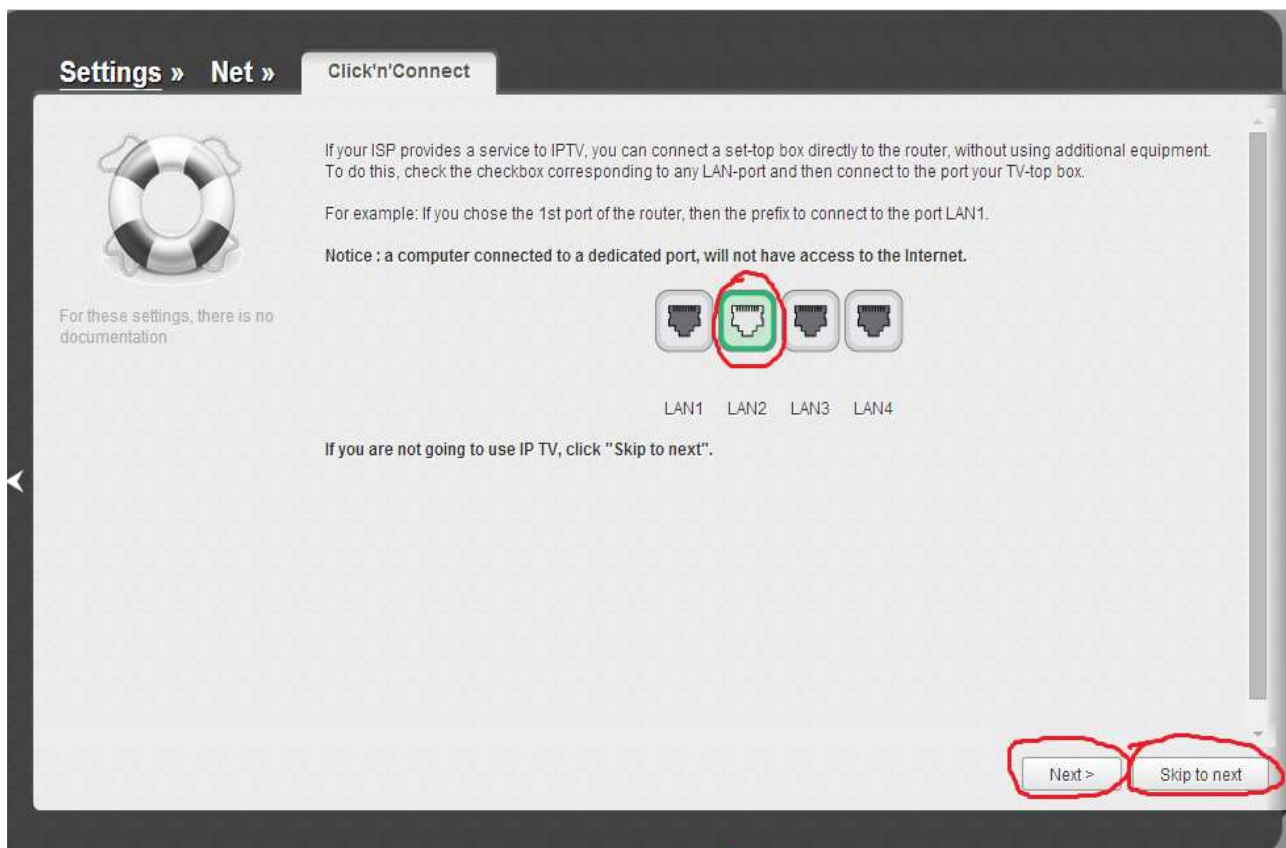 Settings » Net » Click'n'Connect
If your ISP provides a service to IPTV, you can connect a set-top box directly to the router, without using additional equipment.
To do this, check the checkbox corresponding to any LAN-port and then connect to the port your TV-top box.
For example: If you chose the 1st port of the router, then the prefix to connect to the port LAN1.
Notice : a computer connected to a dedicated port, will not have access to the Internet.
For these settings, there is no
documentation
LAN1 LAN2 LAN3 LAN4
If you are not going to use IP TV, click "Skip to next".
Next > Skip to next